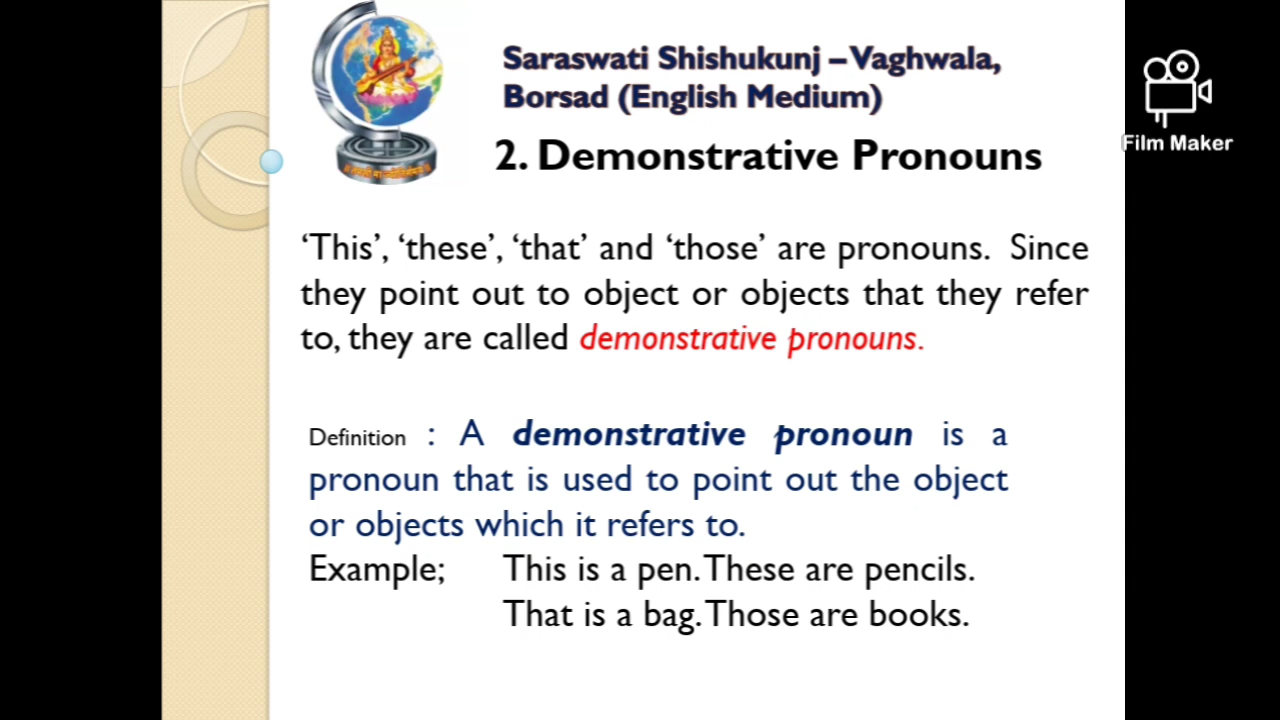 Saraswati Shishukunj – Vaghwala,
Borsad (English Medium)
Film Maker
2. Demonstrative Pronouns
‘This’, ‘these’, ‘that’ and ‘those’ are pronouns. Since
they point out to object or objects that they refer
to, they are called demonstrative pronouns.
Definition : A demonstrative pronoun is a
pronoun that is used to point out the object
or objects which it refers to.
Example; This is a pen. These are pencils.
That is a bag. Those are books.